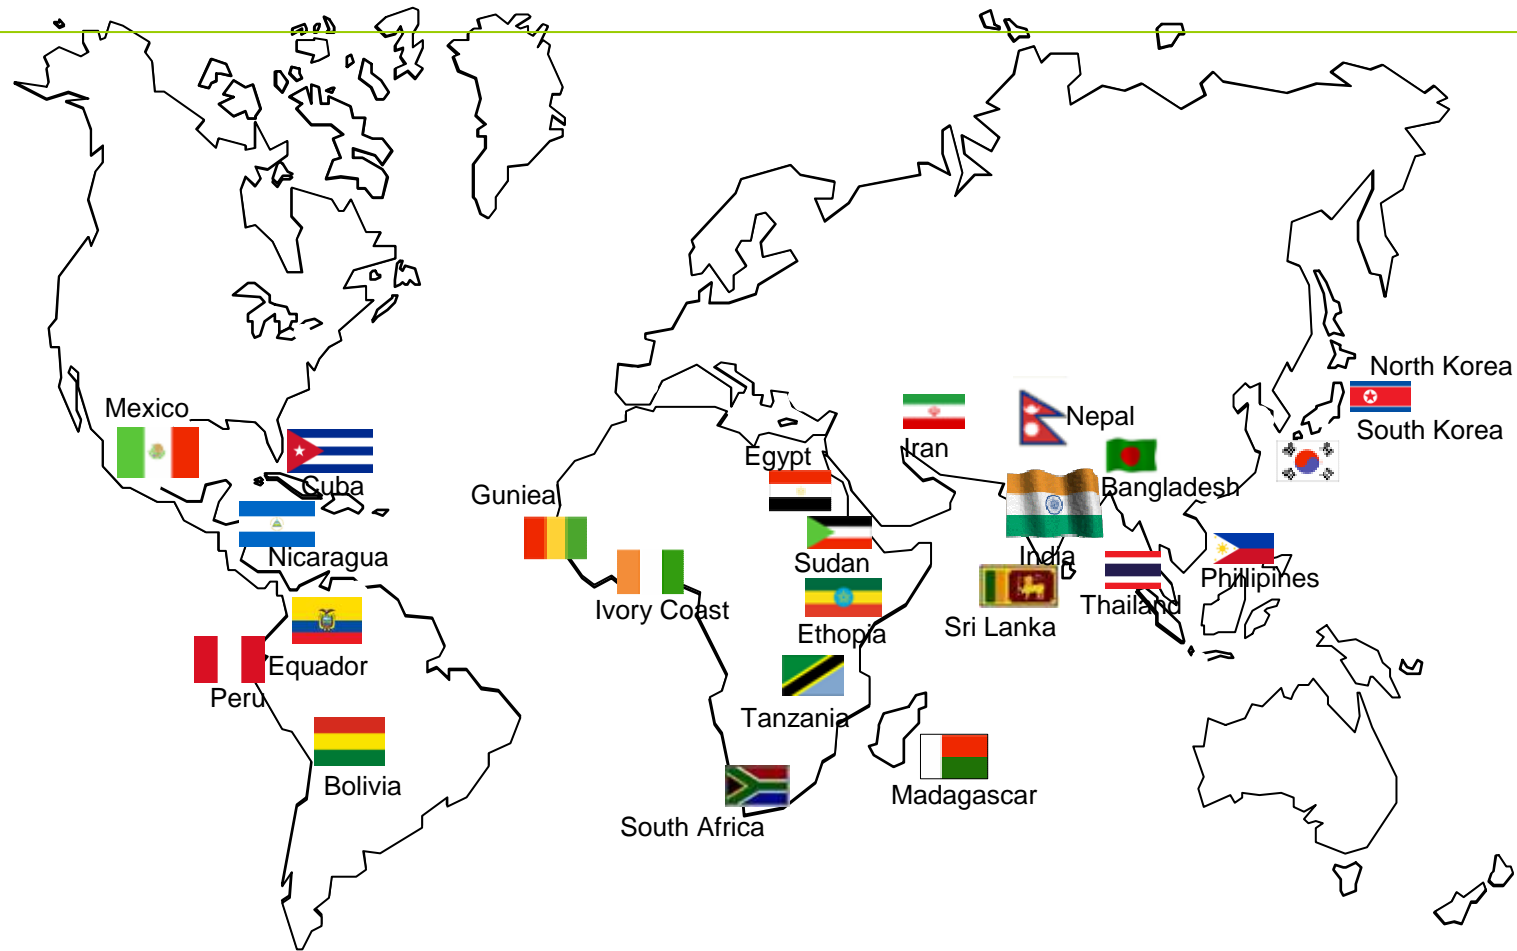 North Korea
Mexico
Nepal
South Korea
Iran
Egypt
Cuba
Bangladesh
Guniea
Nicaragua
India
Sudan
Phillipines
Ivory Coast
Thailand
Sri Lanka
Ethopia
Equador
Peru
Tanzania
Bolivia
Madagascar
South Africa